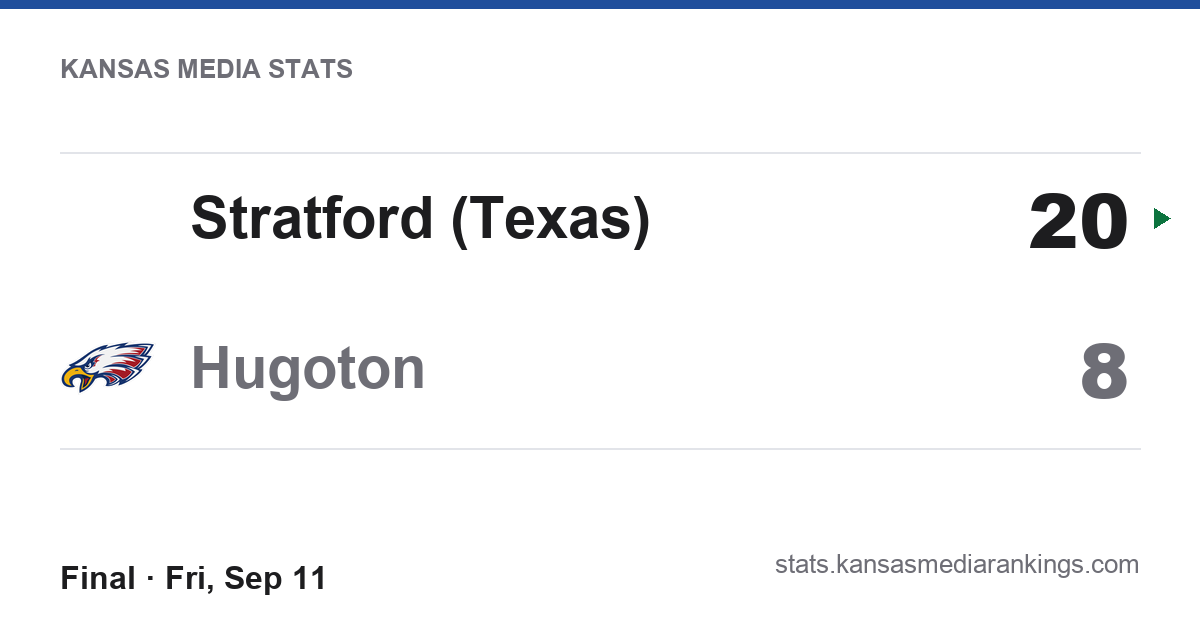 KANSAS MEDIA STATS
Stratford (Texas) 20
Hugoton 8
Final · Fri, Sep 11
stats.kansasmediarankings.com